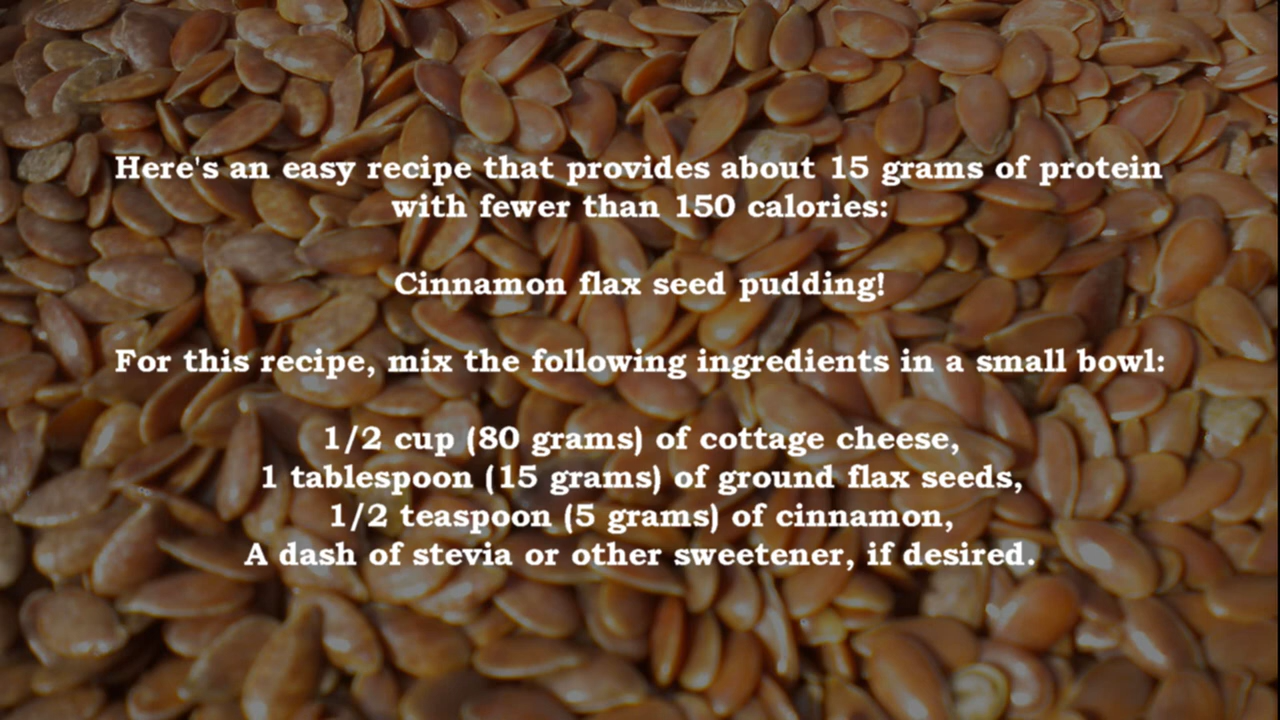 Here's an easy recipe that provides about 15 grams of protein
with fewer than 150 calories:
Cinnamon flax seed pudding!
For this recipe, mix the following ingredients in a small bowl:
1/2 cup (80 grams) of cottage cheese,
1 tablespoon (15 grams) of ground flax seeds,
1/2 teaspoon (5 grams) of cinnamon,
A dash of stevia or other sweetener, if desired.